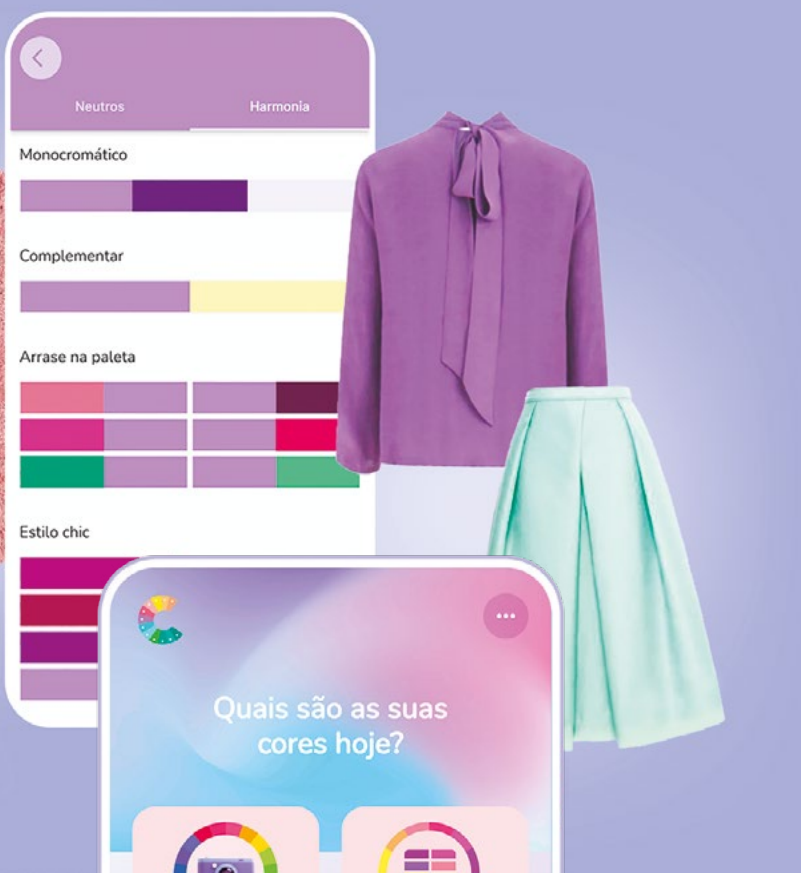 Neutros
Harmonia
Monocromático
Complementar
Arrase na paleta
Estilo chic
Quais são as suas
cores hoje?